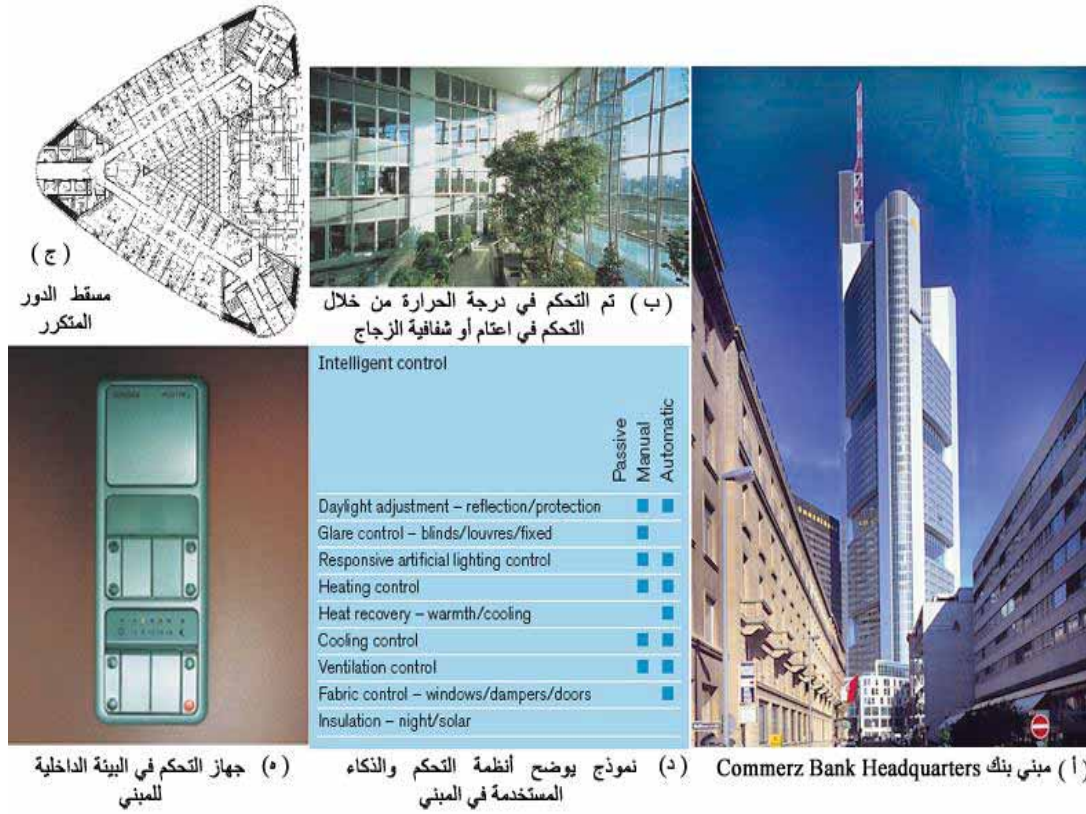 ( ج )
مسقط الدور
المتكرر
( ب ) تم التحكم في درجة الحرارة من خلال
التحكم في اعتام أو شفافية الزجاج
Intelligent control
Passive
Manual
Automatic
Daylight adjustment – reflection/protection
Glare control – blinds/louvres/fixed
Responsive artificial lighting control
Heating control
Heat recovery – warmth/cooling
Cooling control
Ventilation control
Fabric control – windows/dampers/doors
Insulation – night/solar
( أ ) مبني بنك Commerz Bank Headquarters
( د ) نموذج يوضح أنظمة التحكم والذكاء
المستخدمة في المبني
( ه ) جهاز التحكم في البيئة الداخلية
للمبني